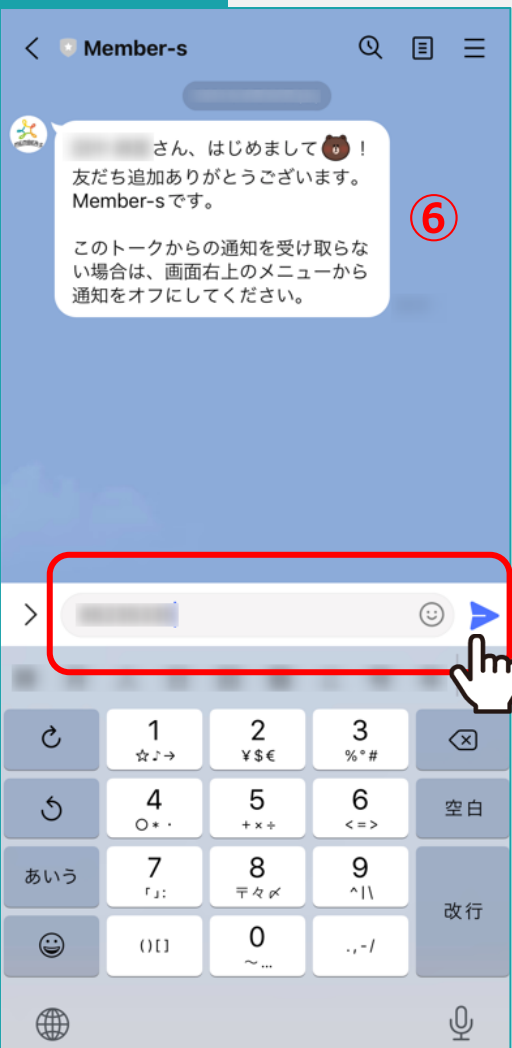 Member-s
さん、はじめまして！
友だち追加ありがとうございます。
Member-sです。
⑥
このトークからの通知を受け取らな
い場合は、画面右上のメニューから
通知をオフにしてください。
1 2 3
☆♪→ ¥$€ %°#
4 5 6 空白
○*・ +×÷ <=>
あいう 7 8 9
「」: 〒々〆 ^|\
改行
()[] 0 .,-/
～…